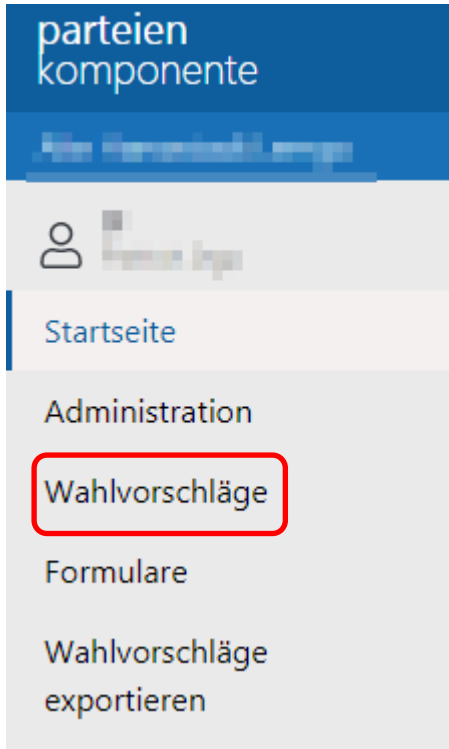 parteien
komponente
Startseite
Administration
Wahlvorschläge
Formulare
Wahlvorschläge
exportieren